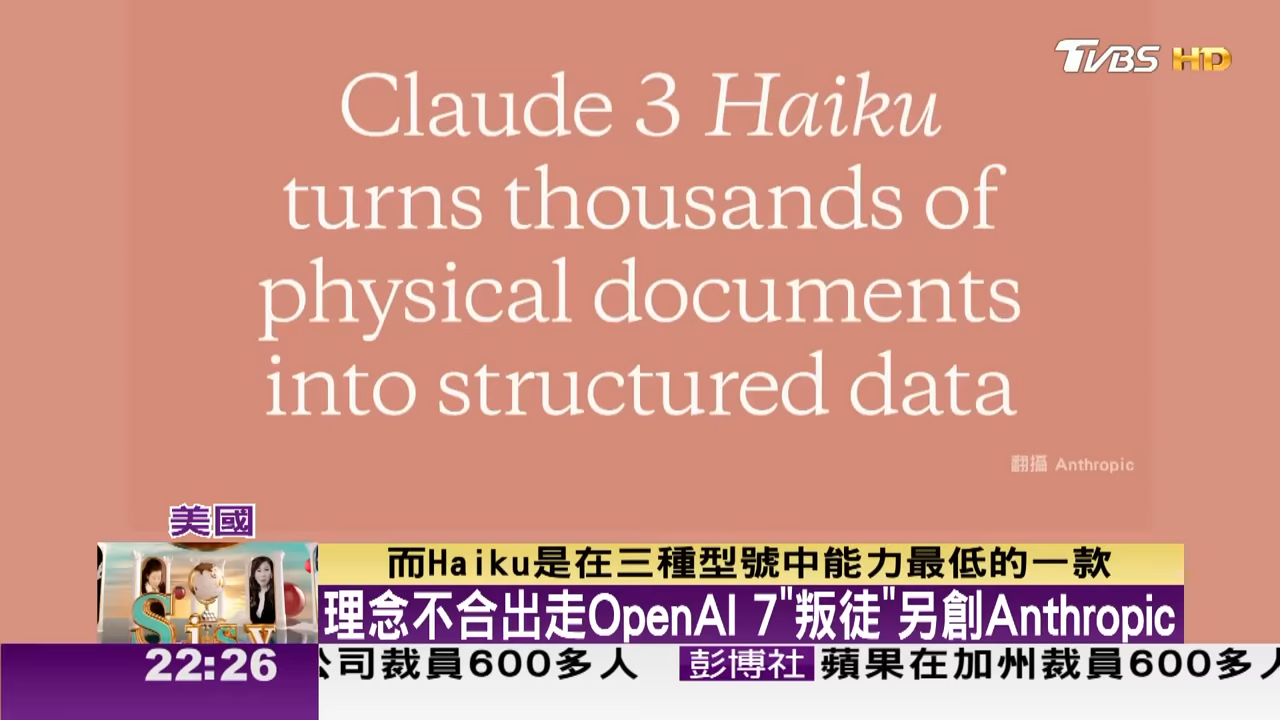 TVBS HD
Claude 3 Haiku
turns thousands of
physical documents
into structured data
翻攝 Anthropic
美國
而Haiku是在三種型號中能力最低的一款
Sisy
理念不合出走OpenAI 7"叛徒"另創Anthropic
22:26
公司裁員600多人 彭博社 蘋果在加州裁員600多人